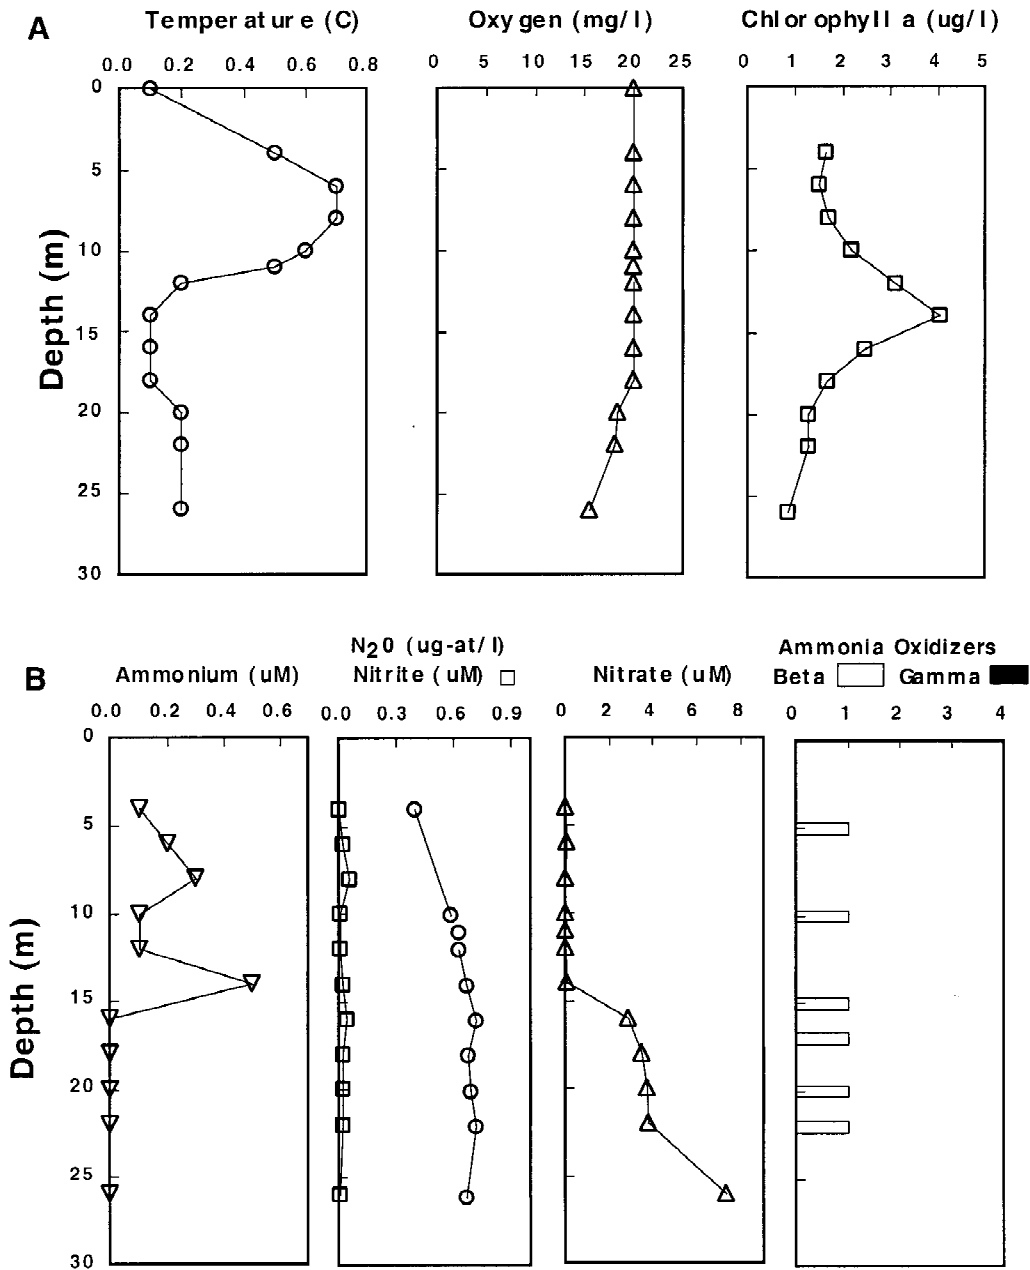 A
Temperature (C)
Oxygen (mg/l)
Chlorophyll a (ug/l)
0.0 0.2 0.4 0.6 0.8
0 5 10 15 20 25
0 1 2 3 4 5
Depth (m)
0
5
10
15
20
25
30
B
Ammonium (uM)
N20 (ug-at/l)
Nitrite (uM)
Nitrate (uM)
Ammonia Oxidizers
Beta Gamma
0.0 0.2 0.4 0.6
0.0 0.3 0.6 0.9
0 2 4 6 8
0 1 2 3 4
Depth (m)
0
5
10
15
20
25
30